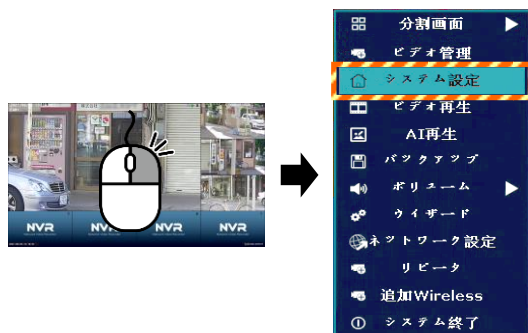 NVR
NVR
NVR
NVR
分割画面
ビデオ管理
システム設定
ビデオ再生
AI再生
バックアップ
ボリューム
ウイザード
ネットワーク設定
リピータ
追加Wireless
システム終了